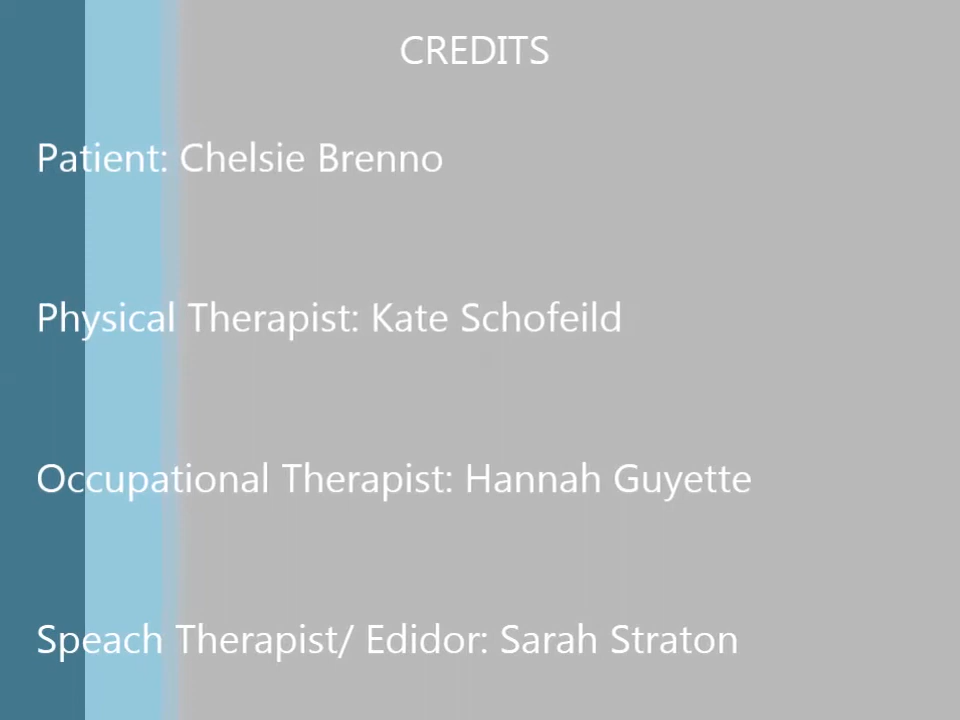 CREDITS
Patient: Chelsie Brenno
Physical Therapist: Kate Schofeild
Occupational Therapist: Hannah Guyette
Speach Therapist/ Edidor: Sarah Straton